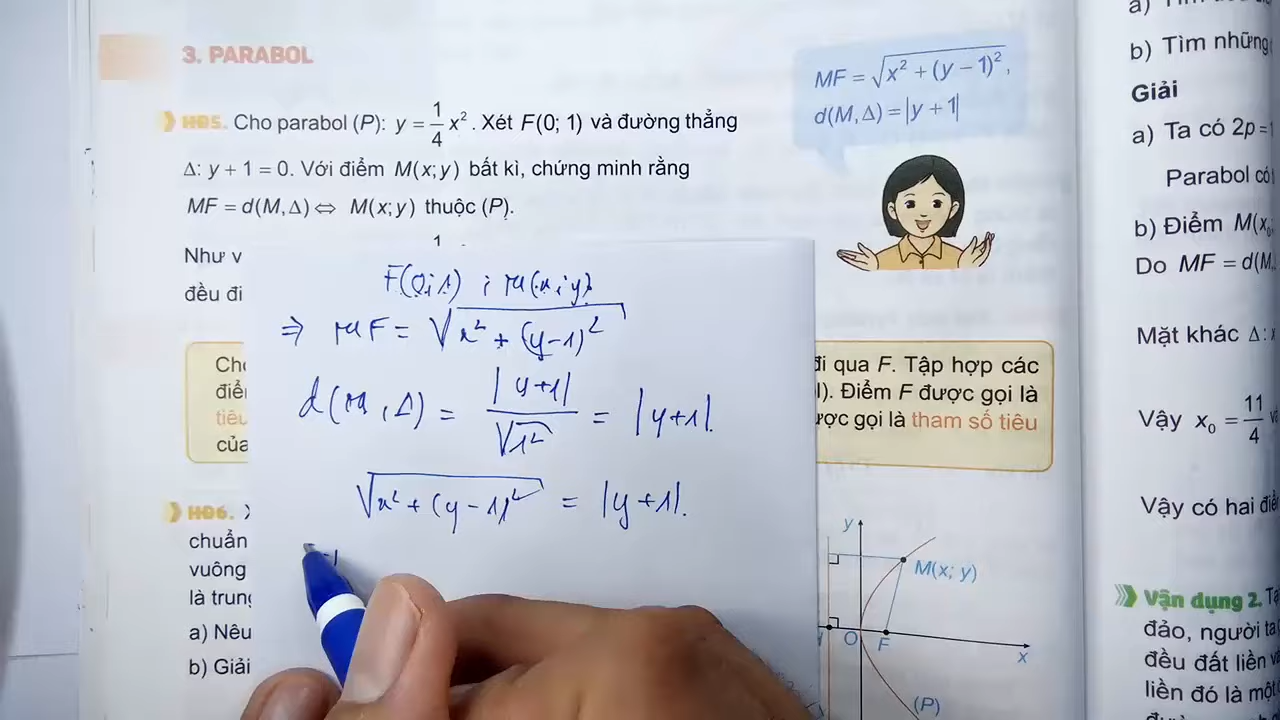 3. PARABOL
MF = √x² + (y − 1)²,
d(M, Δ) = |y + 1|
HĐ5. Cho parabol (P): y = 1/4 x². Xét F(0; 1) và đường thẳng
Δ: y + 1 = 0. Với điểm M(x; y) bất kì, chứng minh rằng
MF = d(M, Δ) ⇔ M(x; y) thuộc (P).
Như v
đều đi
F(0; 1) ; M(x; y)
⇒ MF = √x² + (y − 1)²
d(M, Δ) = |y+1| / √1² = |y+1|.
√x² + (y − 1)² = |y + 1|.
đi qua F. Tập hợp các
điể
l). Điểm F được gọi là
tiêu
ược gọi là tham số tiêu
của
HĐ6.
chuẩn
vuông
là trung
a) Nêu
b) Giải
y
M(x; y)
O
F
x
(P)
b) Tìm những
Giải
a) Ta có 2p =
Parabol có
b) Điểm M(x₀
Do MF = d(M,
Mặt khác Δ:
Vậy x₀ = 11/4
Vậy có hai điể
Vận dụng 2.
đảo, người ta
đều đất liền
liền đó là một